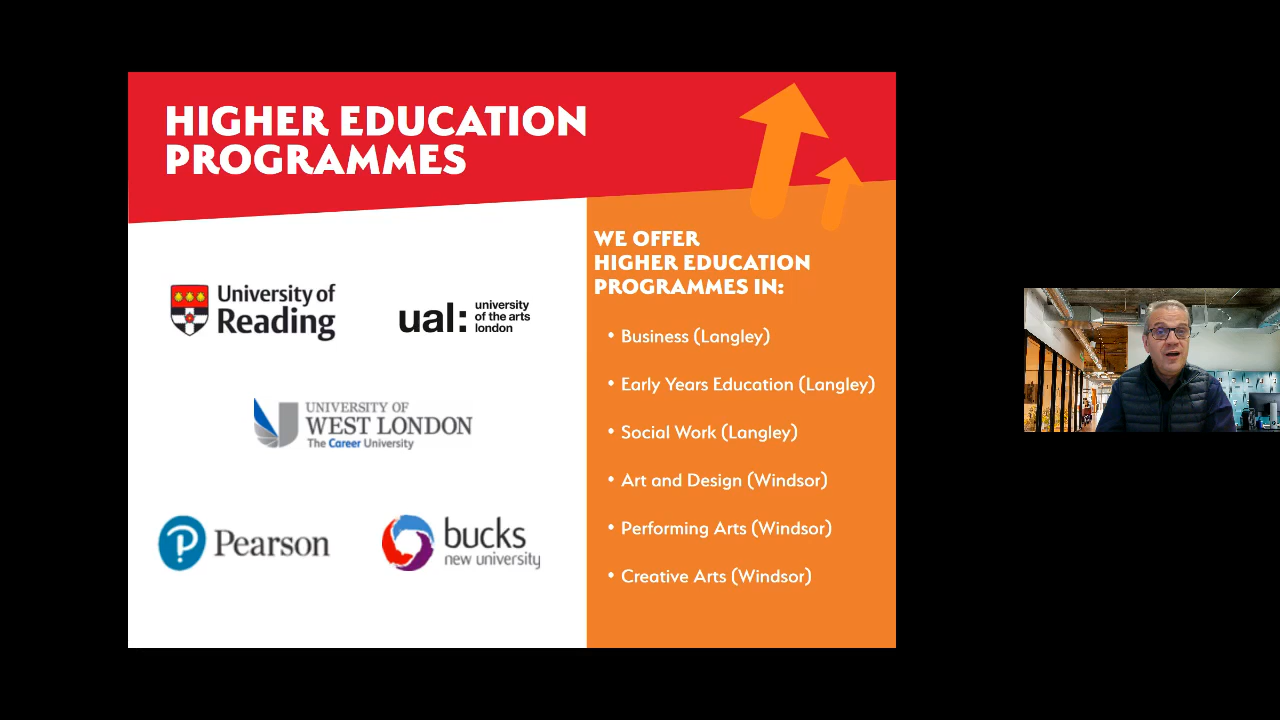 HIGHER EDUCATION
PROGRAMMES
University of
Reading
ual:
university
of the arts
london
UNIVERSITY OF
WEST LONDON
The Career University
Pearson
bucks
new university
WE OFFER
HIGHER EDUCATION
PROGRAMMES IN:
• Business (Langley)
• Early Years Education (Langley)
• Social Work (Langley)
• Art and Design (Windsor)
• Performing Arts (Windsor)
• Creative Arts (Windsor)